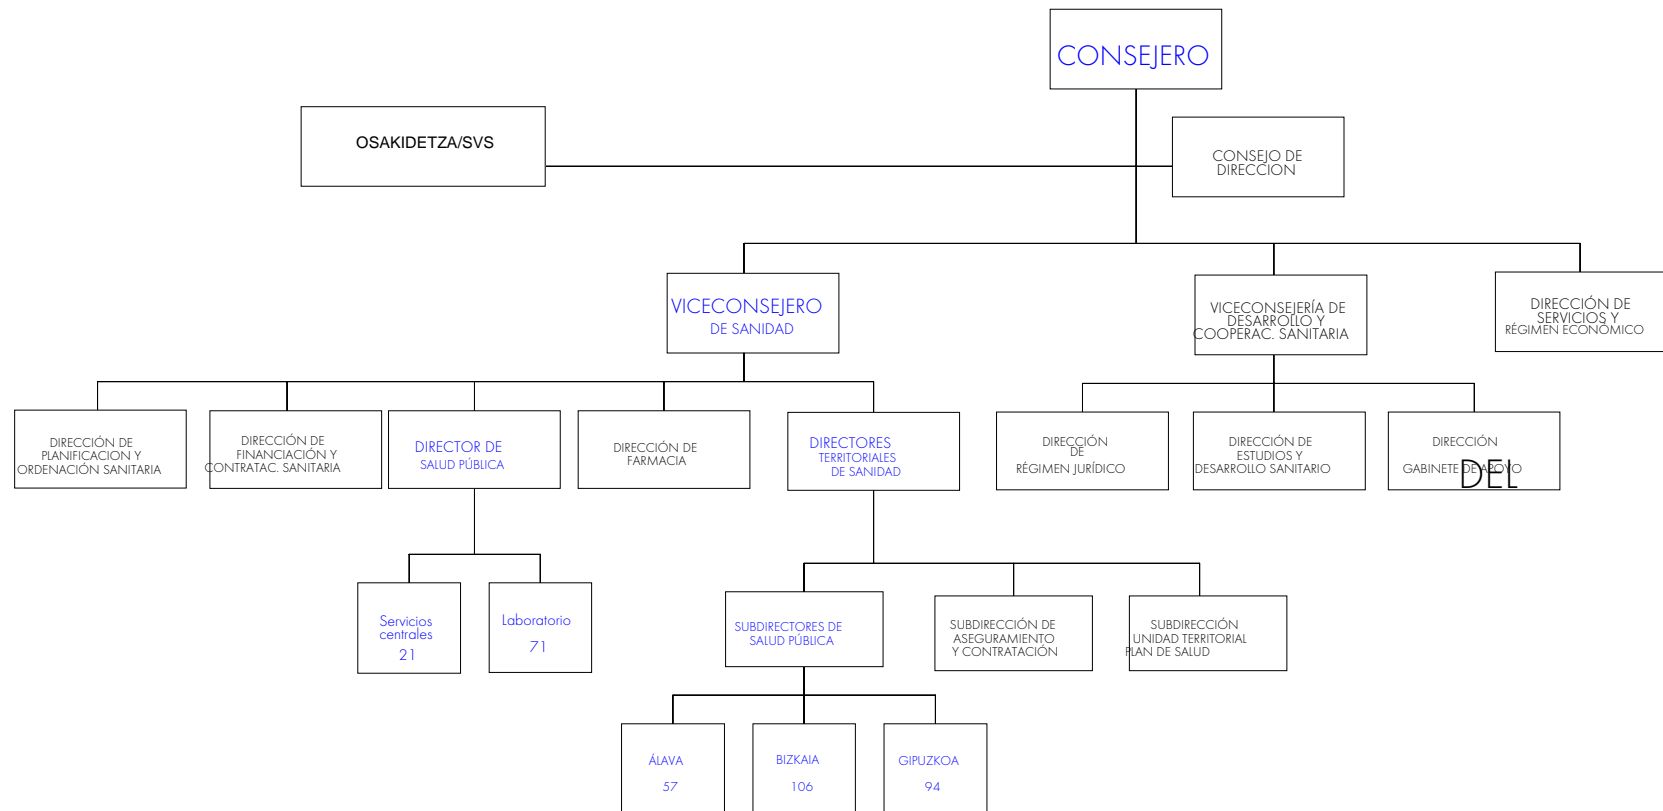 CONSEJERO
OSAKIDETZA/SVS
CONSEJO DE
DIRECCION
VICECONSEJERO
DE SANIDAD
VICECONSEJERÍA DE
DESARROLLO Y
COOPERAC. SANITARIA
DIRECCIÓN DE
SERVICIOS Y
RÉGIMEN ECONÓMICO
DIRECCIÓN DE
PLANIFICACION Y
ORDENACIÓN SANITARIA
DIRECCIÓN DE
FINANCIACIÓN Y
CONTRATAC. SANITARIA
DIRECTOR DE
SALUD PÚBLICA
DIRECCIÓN DE
FARMACIA
DIRECTORES
TERRITORIALES
DE SANIDAD
DIRECCIÓN
DE
RÉGIMEN JURÍDICO
DIRECCIÓN DE
ESTUDIOS Y
DESARROLLO SANITARIO
DIRECCIÓN
GABINETE DE APOYO
DEL
Servicios
centrales
21
Laboratorio
71
SUBDIRECTORES DE
SALUD PÚBLICA
SUBDIRECCIÓN DE
ASEGURAMIENTO
Y CONTRATACIÓN
SUBDIRECCIÓN
UNIDAD TERRITORIAL
PLAN DE SALUD
ÁLAVA
57
BIZKAIA
106
GIPUZKOA
94